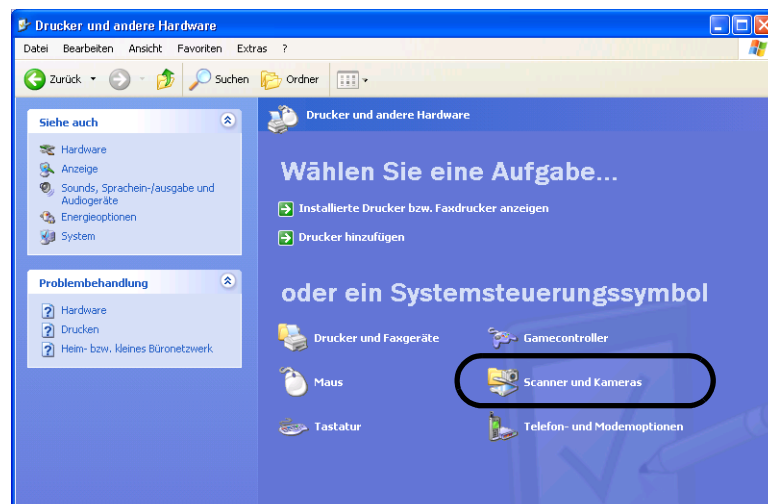 Drucker und andere Hardware
Datei Bearbeiten Ansicht Favoriten Extras ?
Zurück Suchen Ordner
Siehe auch
Hardware
Anzeige
Sounds, Sprachein-/ausgabe und
Audiogeräte
Energieoptionen
System
Problembehandlung
Hardware
Drucken
Heim- bzw. kleines Büronetzwerk
Drucker und andere Hardware
Wählen Sie eine Aufgabe...
Installierte Drucker bzw. Faxdrucker anzeigen
Drucker hinzufügen
oder ein Systemsteuerungssymbol
Drucker und Faxgeräte
Gamecontroller
Maus
Scanner und Kameras
Tastatur
Telefon- und Modemoptionen